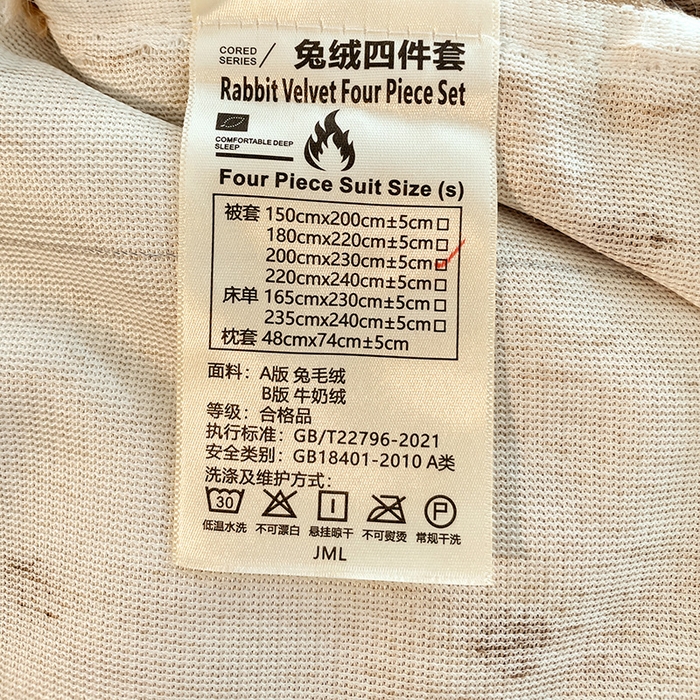 CORED
SERIES
兔绒四件套
Rabbit Velvet Four Piece Set
COMFORTABLE DEEP
SLEEP
Four Piece Suit Size (s)
被套 150cmx200cm±5cm
180cmx220cm±5cm
200cmx230cm±5cm
220cmx240cm±5cm
床单 165cmx230cm±5cm
235cmx240cm±5cm
枕套 48cmx74cm±5cm
面料：A版 兔毛绒
B版 牛奶绒
等级：合格品
执行标准：GB/T22796-2021
安全类别：GB18401-2010 A类
洗涤及维护方式：
30 P
低温水洗 不可漂白 悬挂晾干 不可熨烫 常规干洗
JML